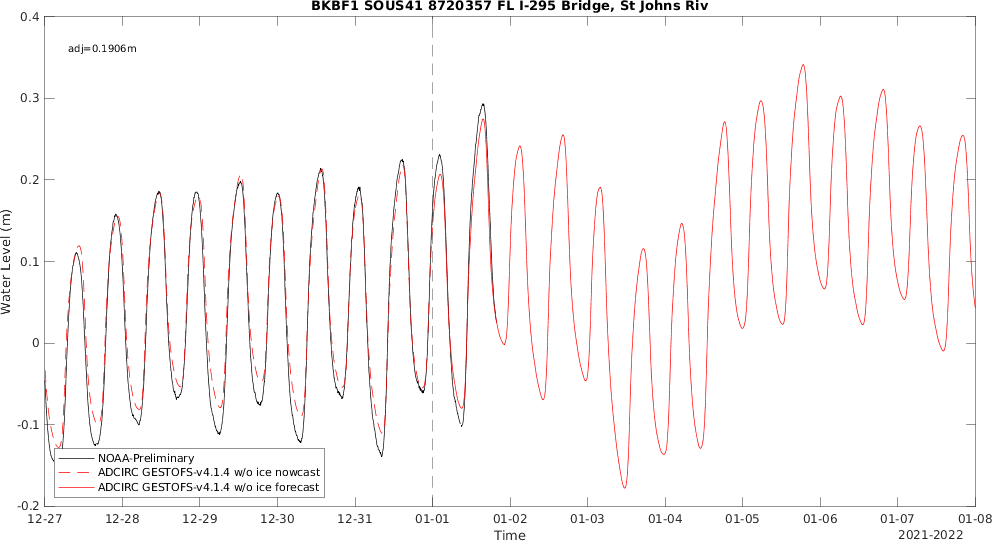 BKBF1 SOUS41 8720357 FL I-295 Bridge, St Johns Riv
adj=0.1906m
0.4
0.3
0.2
0.1
0
-0.1
-0.2
Water Level (m)
NOAA-Preliminary
ADCIRC GESTOFS-v4.1.4 w/o ice nowcast
ADCIRC GESTOFS-v4.1.4 w/o ice forecast
12-27 12-28 12-29 12-30 12-31 01-01 01-02 01-03 01-04 01-05 01-06 01-07 01-08
Time
2021-2022